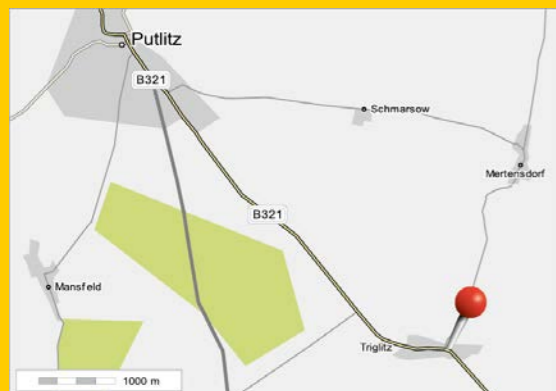 Putlitz
B321
Schmarsow
Mertensdorf
B321
Mansfeld
Triglitz
1000 m